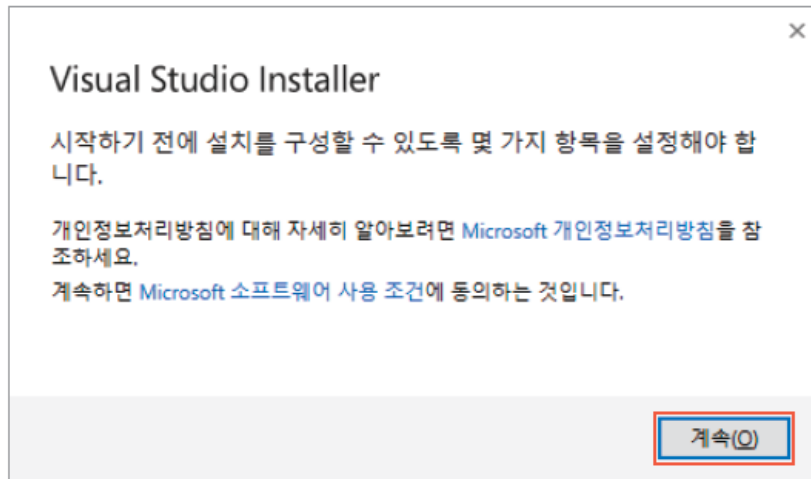 Visual Studio Installer
시작하기 전에 설치를 구성할 수 있도록 몇 가지 항목을 설정해야 합
니다.
개인정보처리방침에 대해 자세히 알아보려면 Microsoft 개인정보처리방침을 참
조하세요.
계속하면 Microsoft 소프트웨어 사용 조건에 동의하는 것입니다.
계속(O)